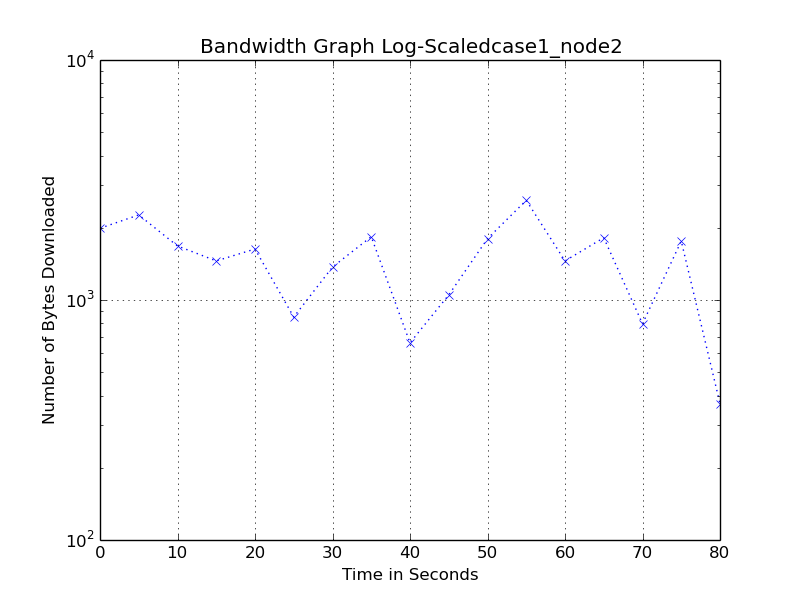 Bandwidth Graph Log-Scaledcase1_node2
10^4
10^3
10^2
Number of Bytes Downloaded
0 10 20 30 40 50 60 70 80
Time in Seconds